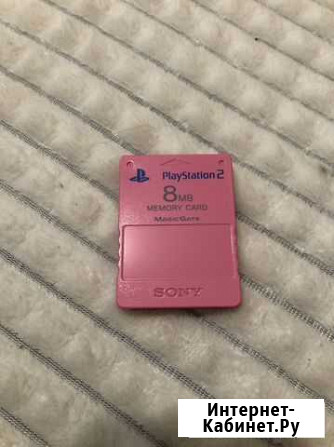 PlayStation 2
8MB
MEMORY CARD
MAGICGATE
SONY
Интернет-
Кабинет.Ру